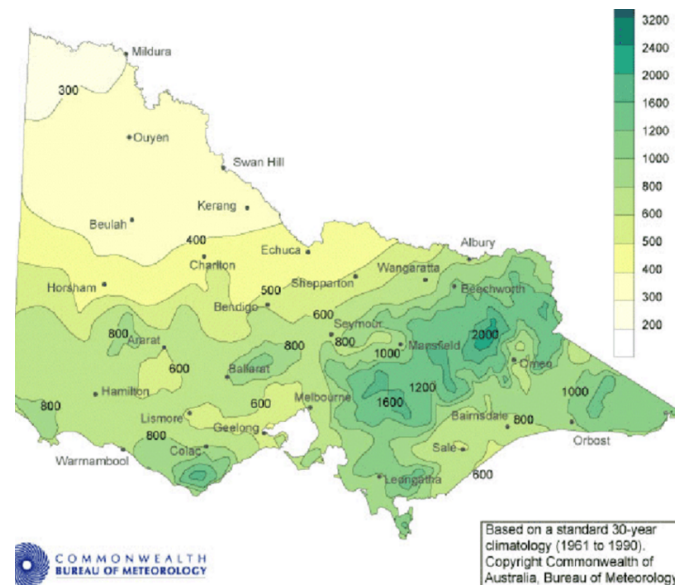 3200
2400
2000
1600
1200
1000
800
600
500
400
300
200
Mildura
300
Ouyen
Swan Hill
Kerang
Beulah
400
Echuca
Albury
Charlton
Wangaratta
Horsham
Shepparton
Beechworth
500
Bendigo
600
Seymour
800
2000
Ararat
800
800
Mansfield
1000
600
Omeo
Ballarat
1200
1000
Hamilton
1600
800
600
Melbourne
Lismore
Bairnsdale
800
Geelong
Orbost
800
Colac
Sale
Warrnambool
600
Leongatha
COMMONWEALTH
BUREAU OF METEOROLOGY
Based on a standard 30-year
climatology (1961 to 1990).
Copyright Commonwealth of
Australia, Bureau of Meteorology